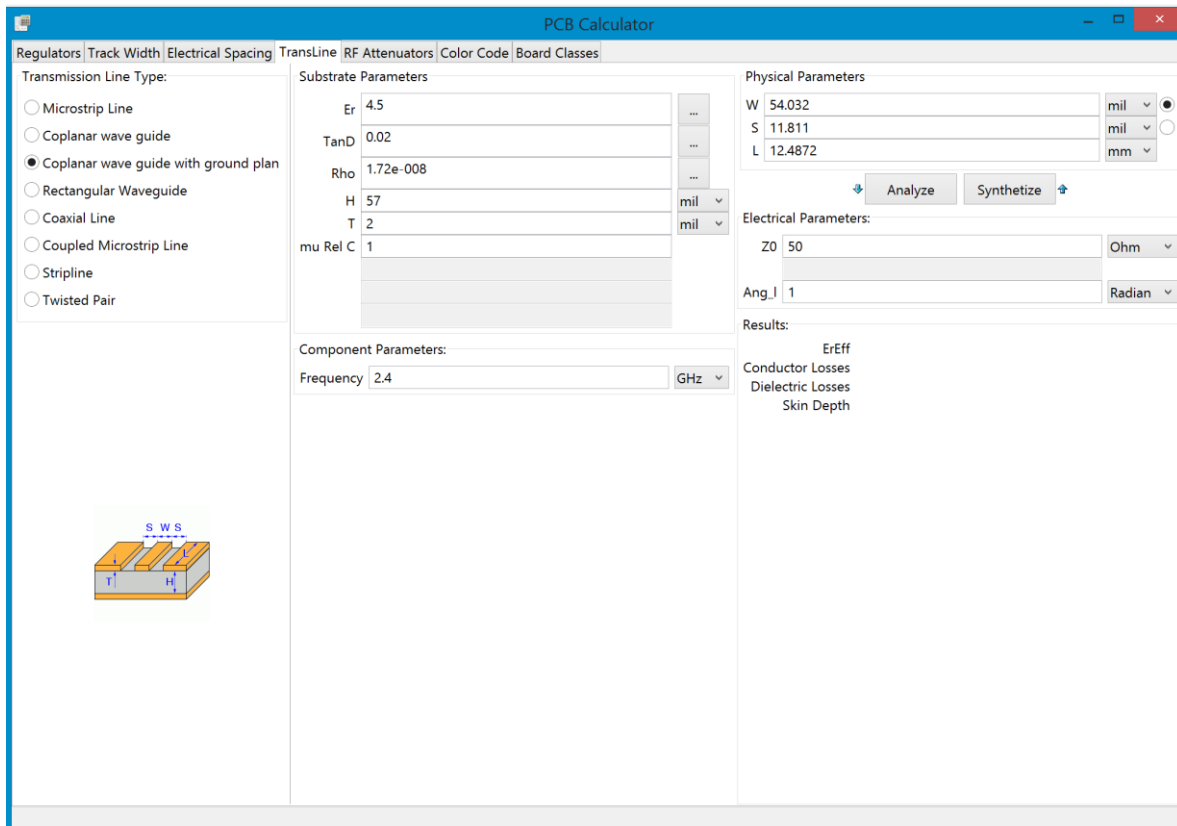 PCB Calculator
Regulators Track Width Electrical Spacing TransLine RF Attenuators Color Code Board Classes
Transmission Line Type:
Microstrip Line
Coplanar wave guide
Coplanar wave guide with ground plan
Rectangular Waveguide
Coaxial Line
Coupled Microstrip Line
Stripline
Twisted Pair
S W S
L
T
H
Substrate Parameters
Er 4.5 ...
TanD 0.02 ...
Rho 1.72e-008 ...
H 57 mil
T 2 mil
mu Rel C 1
Component Parameters:
Frequency 2.4 GHz
Physical Parameters
W 54.032 mil
S 11.811 mil
L 12.4872 mm
Analyze Synthetize
Electrical Parameters:
Z0 50 Ohm
Ang_l 1 Radian
Results:
ErEff
Conductor Losses
Dielectric Losses
Skin Depth